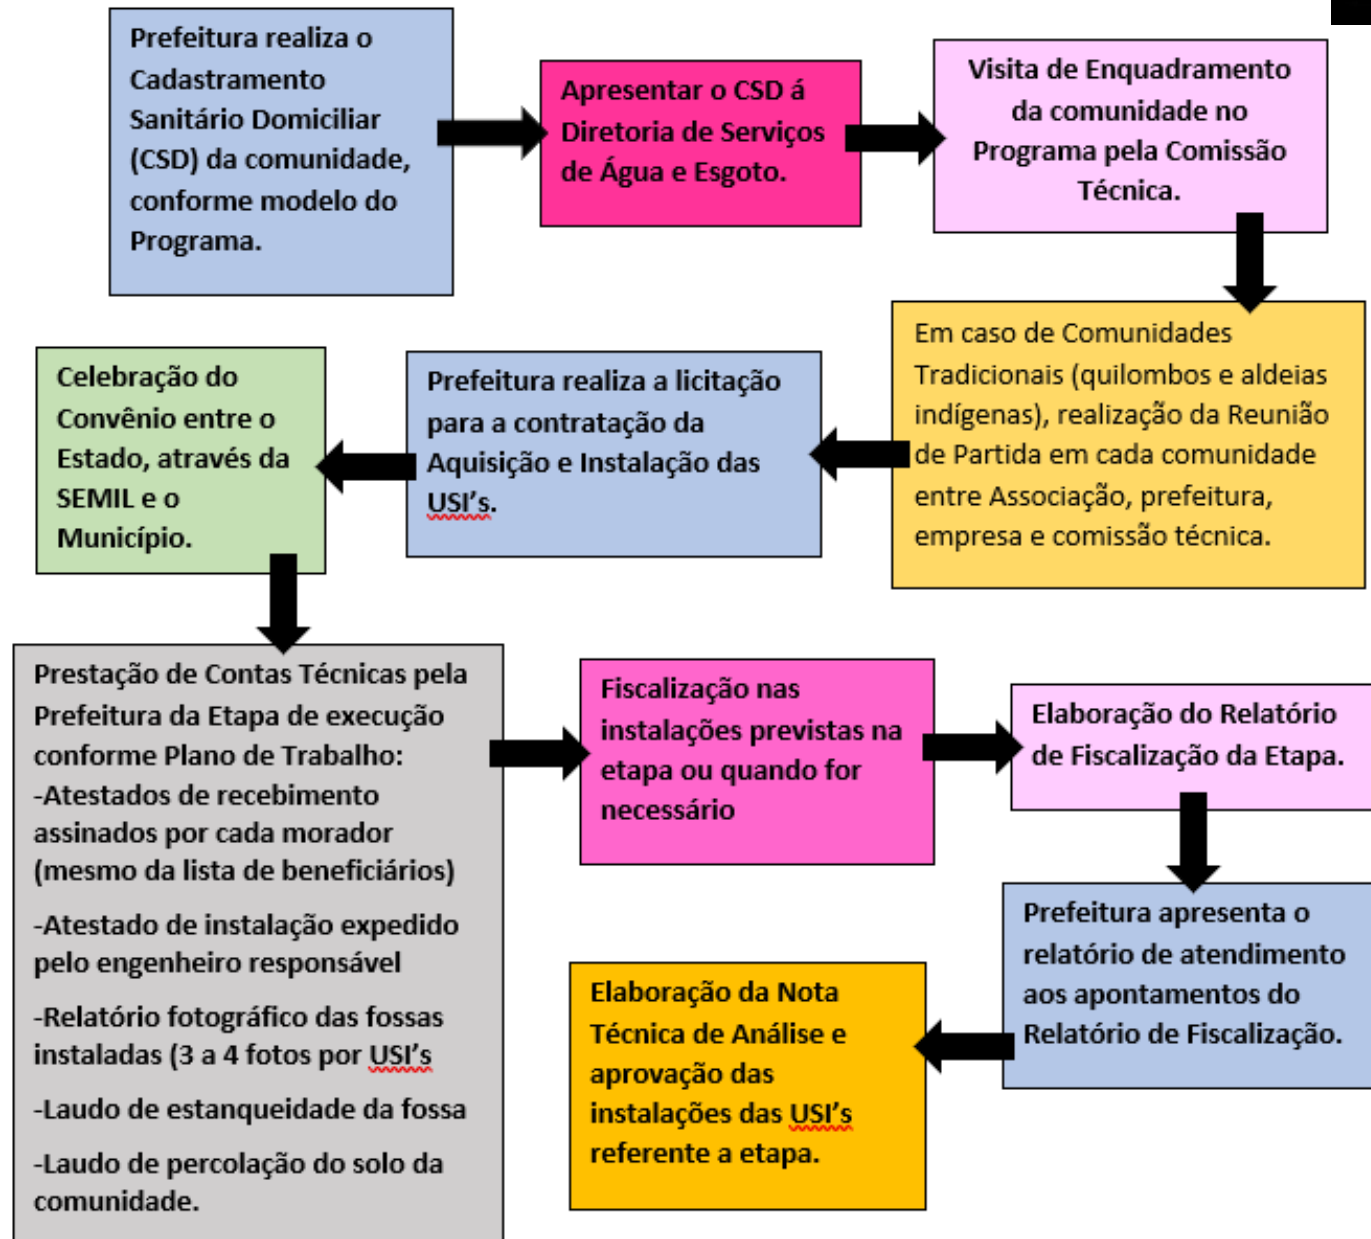 Prefeitura realiza o
Cadastramento
Sanitário Domiciliar
(CSD) da comunidade,
conforme modelo do
Programa.
Apresentar o CSD á
Diretoria de Serviços
de Água e Esgoto.
Visita de Enquadramento
da comunidade no
Programa pela Comissão
Técnica.
Em caso de Comunidades
Tradicionais (quilombos e aldeias
indígenas), realização da Reunião
de Partida em cada comunidade
entre Associação, prefeitura,
empresa e comissão técnica.
Prefeitura realiza a licitação
para a contratação da
Aquisição e Instalação das
USI's.
Celebração do
Convênio entre o
Estado, através da
SEMIL e o
Município.
Prestação de Contas Técnicas pela
Prefeitura da Etapa de execução
conforme Plano de Trabalho:
-Atestados de recebimento
assinados por cada morador
(mesmo da lista de beneficiários)
-Atestado de instalação expedido
pelo engenheiro responsável
-Relatório fotográfico das fossas
instaladas (3 a 4 fotos por USI's
-Laudo de estanqueidade da fossa
-Laudo de percolação do solo da
comunidade.
Fiscalização nas
instalações previstas na
etapa ou quando for
necessário
Elaboração do Relatório
de Fiscalização da Etapa.
Prefeitura apresenta o
relatório de atendimento
aos apontamentos do
Relatório de Fiscalização.
Elaboração da Nota
Técnica de Análise e
aprovação das
instalações das USI's
referente a etapa.